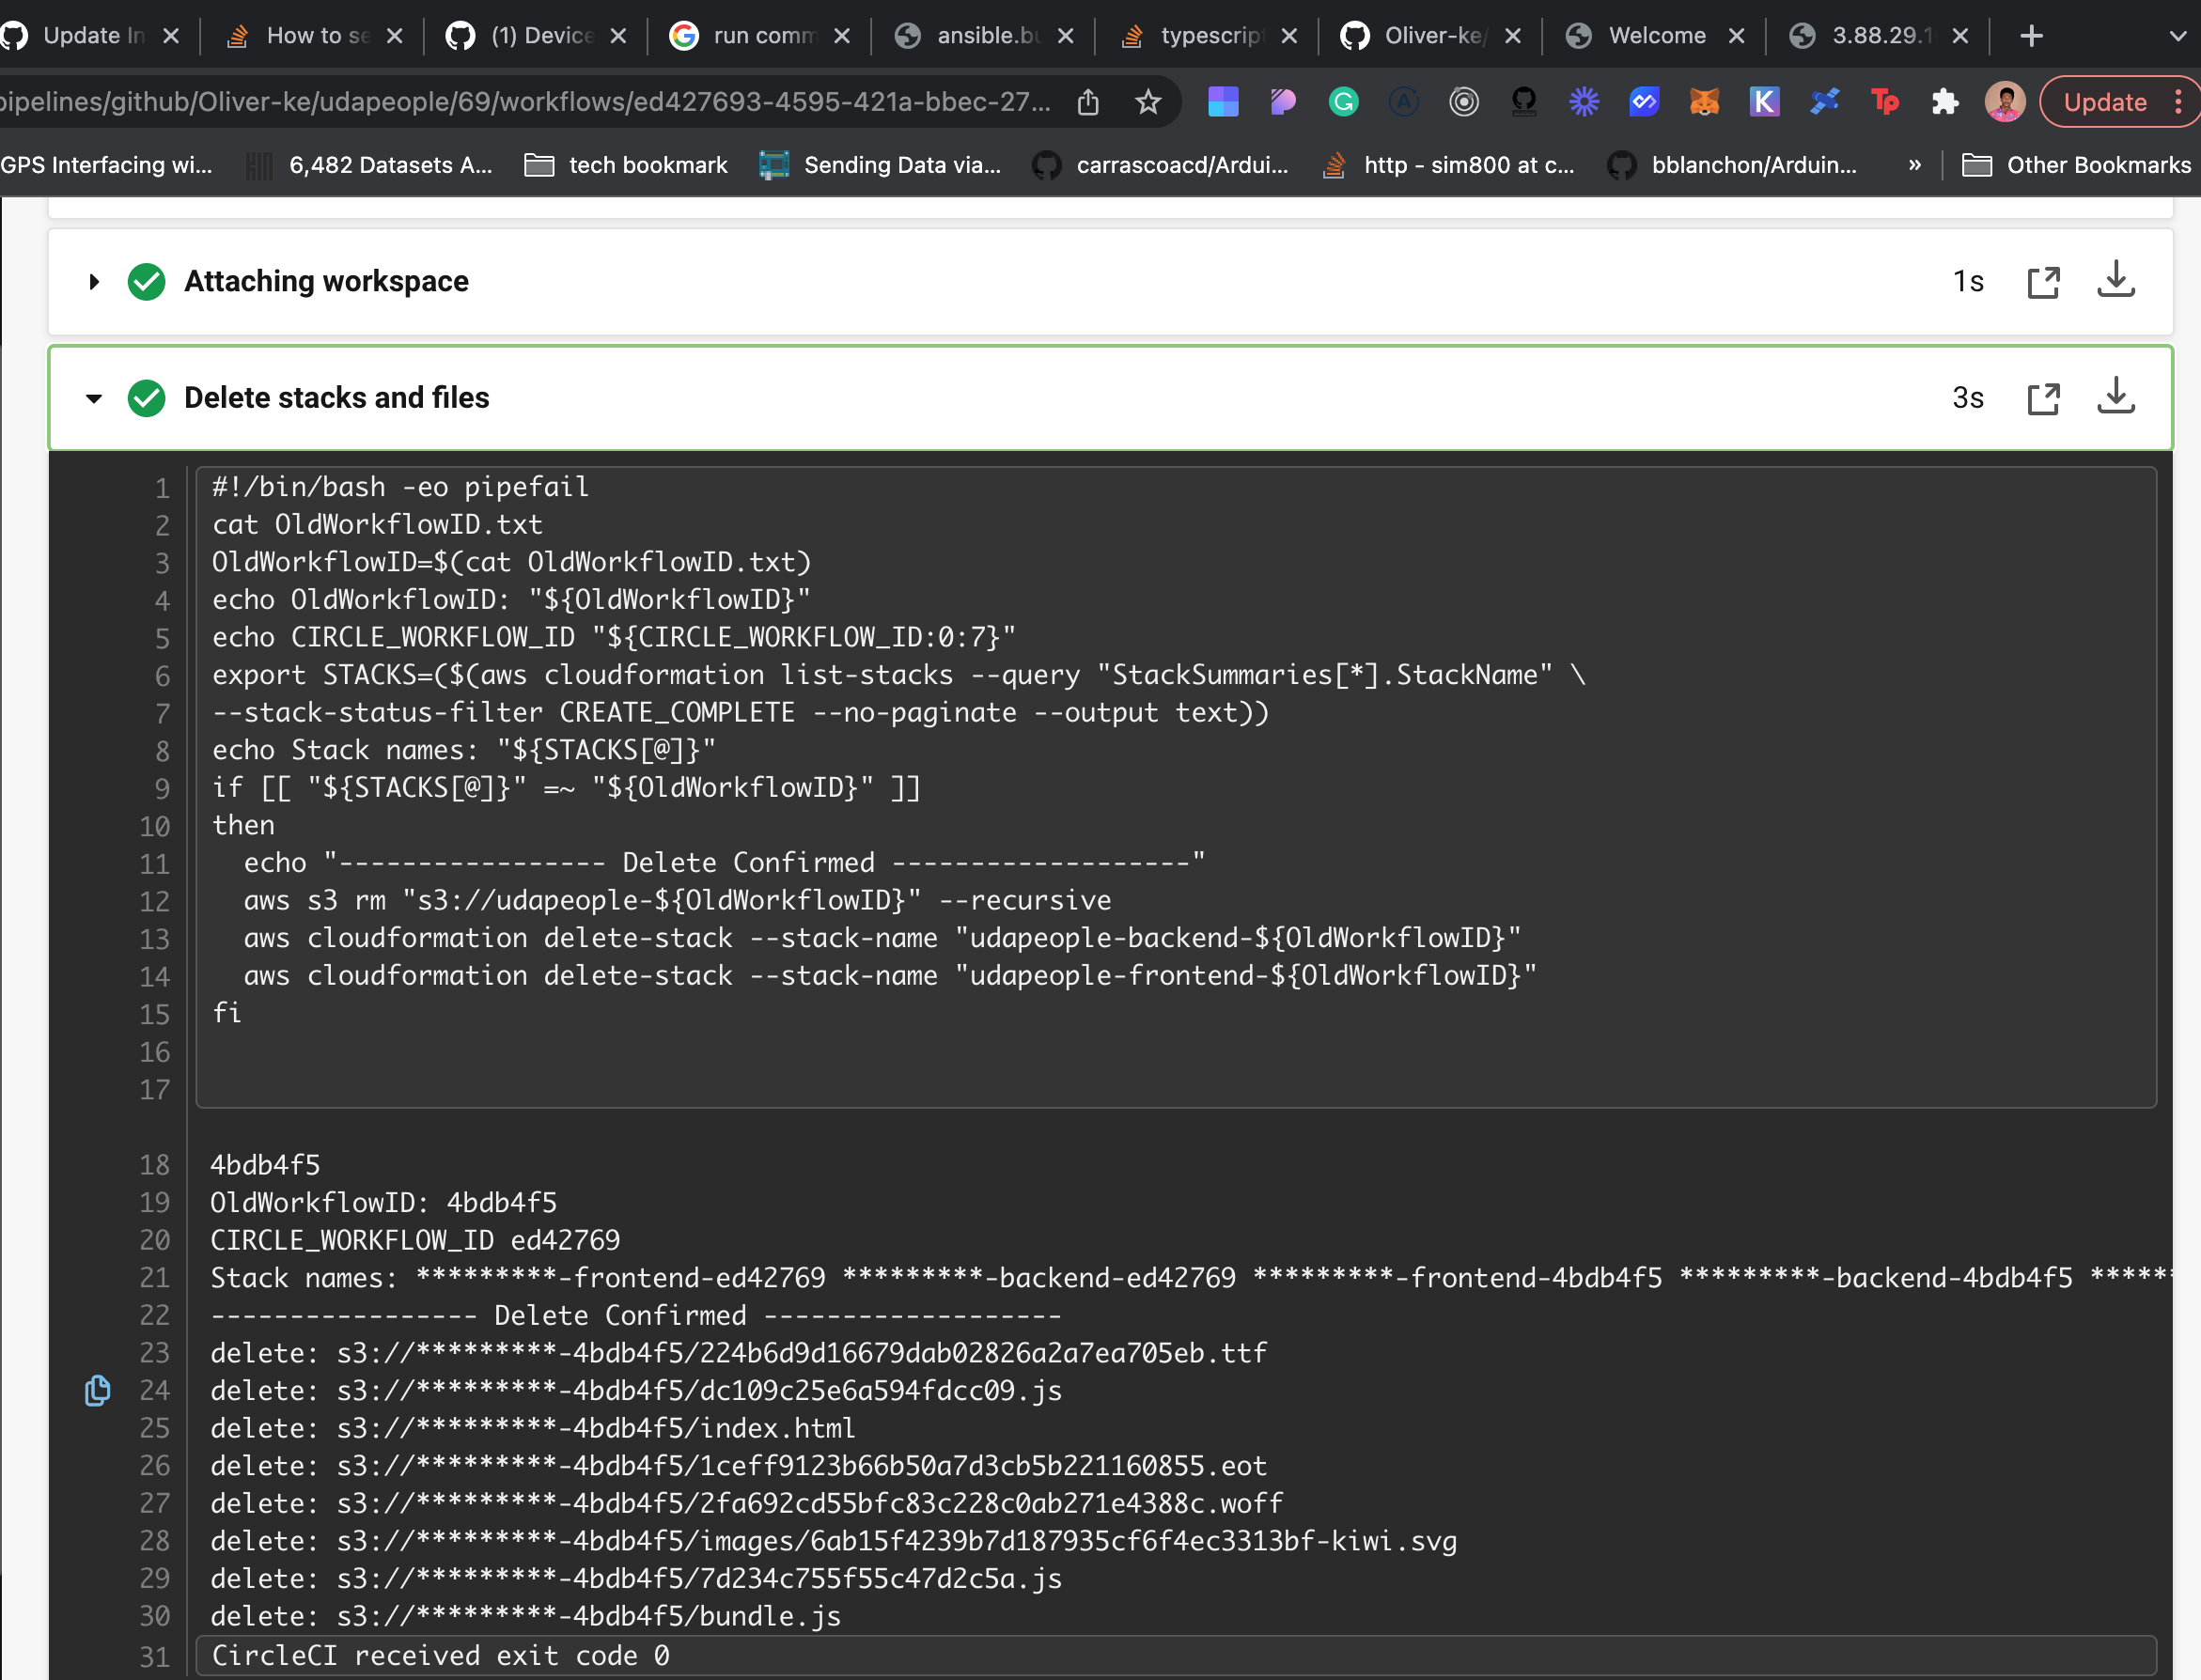 Update In
How to se
(1) Device
run comm
ansible.bu
typescrip
Oliver-ke/
Welcome
3.88.29.1
pipelines/github/Oliver-ke/udapeople/69/workflows/ed427693-4595-421a-bbec-27...
Update
GPS Interfacing wi...
6,482 Datasets A...
tech bookmark
Sending Data via...
carrascoacd/Ardui...
http - sim800 at c...
bblanchon/Arduin...
»
Other Bookmarks
Attaching workspace
1s
Delete stacks and files
3s
1 #!/bin/bash -eo pipefail
2 cat OldWorkflowID.txt
3 OldWorkflowID=$(cat OldWorkflowID.txt)
4 echo OldWorkflowID: "${OldWorkflowID}"
5 echo CIRCLE_WORKFLOW_ID "${CIRCLE_WORKFLOW_ID:0:7}"
6 export STACKS=($(aws cloudformation list-stacks --query "StackSummaries[*].StackName" \
7 --stack-status-filter CREATE_COMPLETE --no-paginate --output text))
8 echo Stack names: "${STACKS[@]}"
9 if [[ "${STACKS[@]}" =~ "${OldWorkflowID}" ]]
10 then
11   echo "----------------- Delete Confirmed -------------------"
12   aws s3 rm "s3://udapeople-${OldWorkflowID}" --recursive
13   aws cloudformation delete-stack --stack-name "udapeople-backend-${OldWorkflowID}"
14   aws cloudformation delete-stack --stack-name "udapeople-frontend-${OldWorkflowID}"
15 fi
16
17
18 4bdb4f5
19 OldWorkflowID: 4bdb4f5
20 CIRCLE_WORKFLOW_ID ed42769
21 Stack names: *********-frontend-ed42769 *********-backend-ed42769 *********-frontend-4bdb4f5 *********-backend-4bdb4f5 ******
22 ----------------- Delete Confirmed -------------------
23 delete: s3://*********-4bdb4f5/224b6d9d16679dab02826a2a7ea705eb.ttf
24 delete: s3://*********-4bdb4f5/dc109c25e6a594fdcc09.js
25 delete: s3://*********-4bdb4f5/index.html
26 delete: s3://*********-4bdb4f5/1ceff9123b66b50a7d3cb5b221160855.eot
27 delete: s3://*********-4bdb4f5/2fa692cd55bfc83c228c0ab271e4388c.woff
28 delete: s3://*********-4bdb4f5/images/6ab15f4239b7d187935cf6f4ec3313bf-kiwi.svg
29 delete: s3://*********-4bdb4f5/7d234c755f55c47d2c5a.js
30 delete: s3://*********-4bdb4f5/bundle.js
31 CircleCI received exit code 0